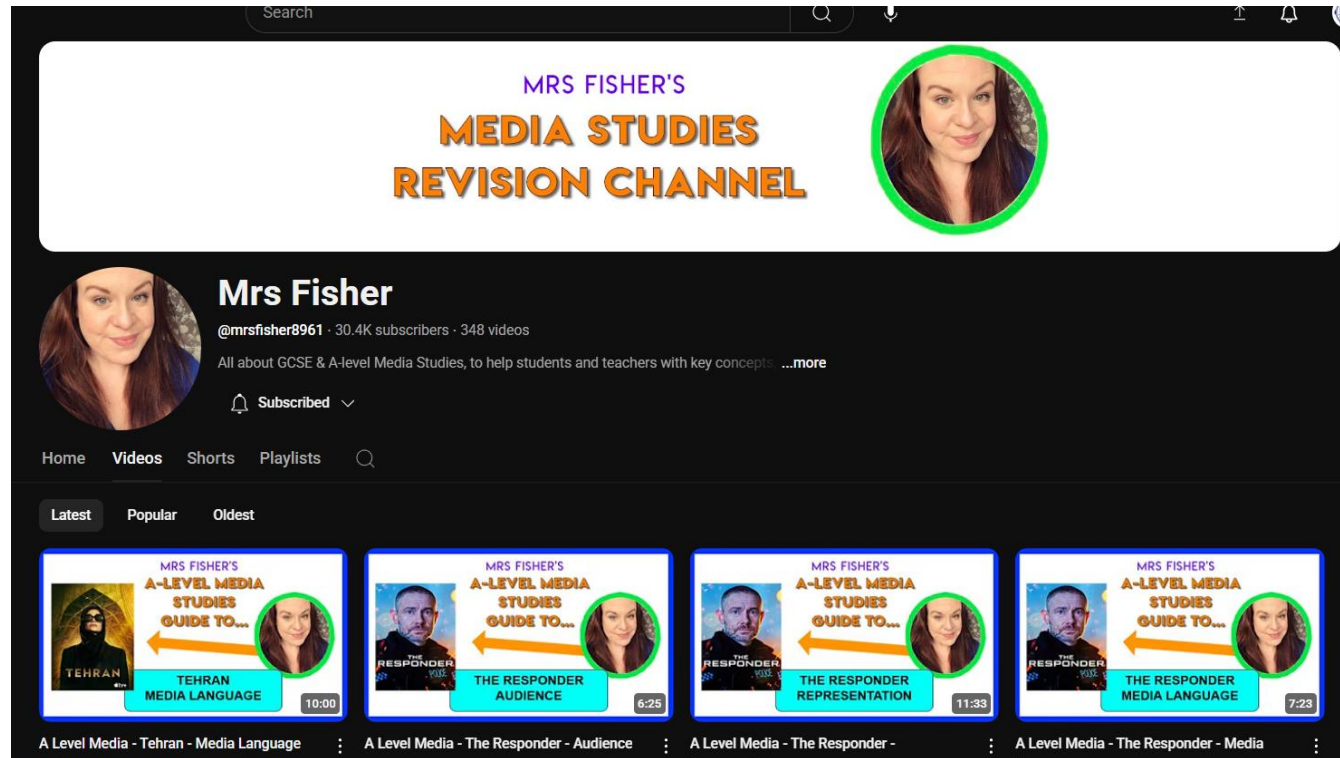 Search
MRS FISHER'S
MEDIA STUDIES
REVISION CHANNEL
Mrs Fisher
@mrsfisher8961 · 30.4K subscribers · 348 videos
All about GCSE & A-level Media Studies, to help students and teachers with key concepts, ...more
Subscribed
Home Videos Shorts Playlists
Latest Popular Oldest
MRS FISHER'S
A-LEVEL MEDIA
STUDIES
GUIDE TO...
TEHRAN
TEHRAN
MEDIA LANGUAGE
10:00
MRS FISHER'S
A-LEVEL MEDIA
STUDIES
GUIDE TO...
THE
RESPONDER
POLICE
THE RESPONDER
AUDIENCE
6:25
MRS FISHER'S
A-LEVEL MEDIA
STUDIES
GUIDE TO...
THE
RESPONDER
POLICE
THE RESPONDER
REPRESENTATION
11:33
MRS FISHER'S
A-LEVEL MEDIA
STUDIES
GUIDE TO...
THE
RESPONDER
POLICE
THE RESPONDER
MEDIA LANGUAGE
7:23
A Level Media - Tehran - Media Language
A Level Media - The Responder - Audience
A Level Media - The Responder -
A Level Media - The Responder - Media